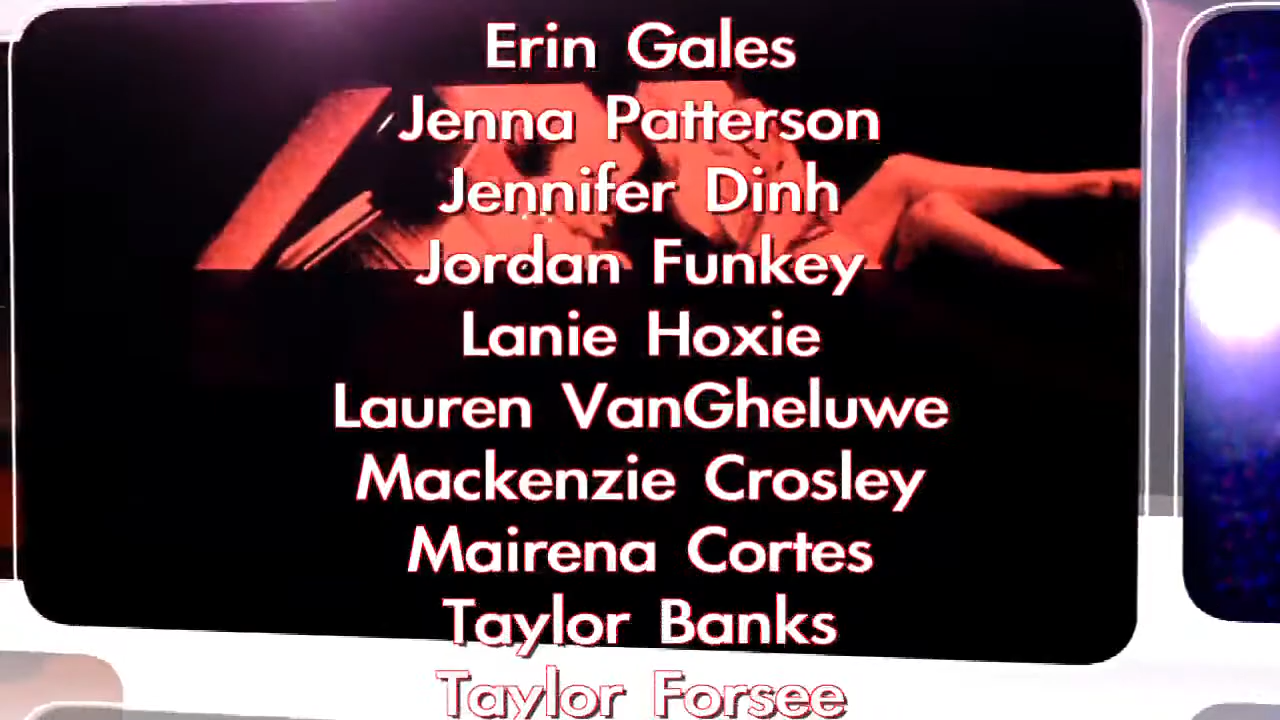 Erin Gales
Jenna Patterson
Jennifer Dinh
Jordan Funkey
Lanie Hoxie
Lauren VanGheluwe
Mackenzie Crosley
Mairena Cortes
Taylor Banks
Taylor Forsee